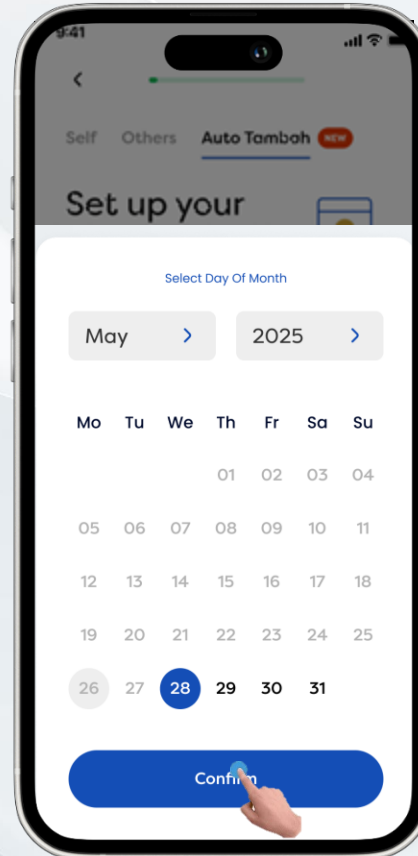 9:41
Self Others Auto Tambah NEW
Set up your
Select Day Of Month
May 2025
Mo Tu We Th Fr Sa Su
01 02 03 04
05 06 07 08 09 10 11
12 13 14 15 16 17 18
19 20 21 22 23 24 25
26 27 28 29 30 31
Confirm